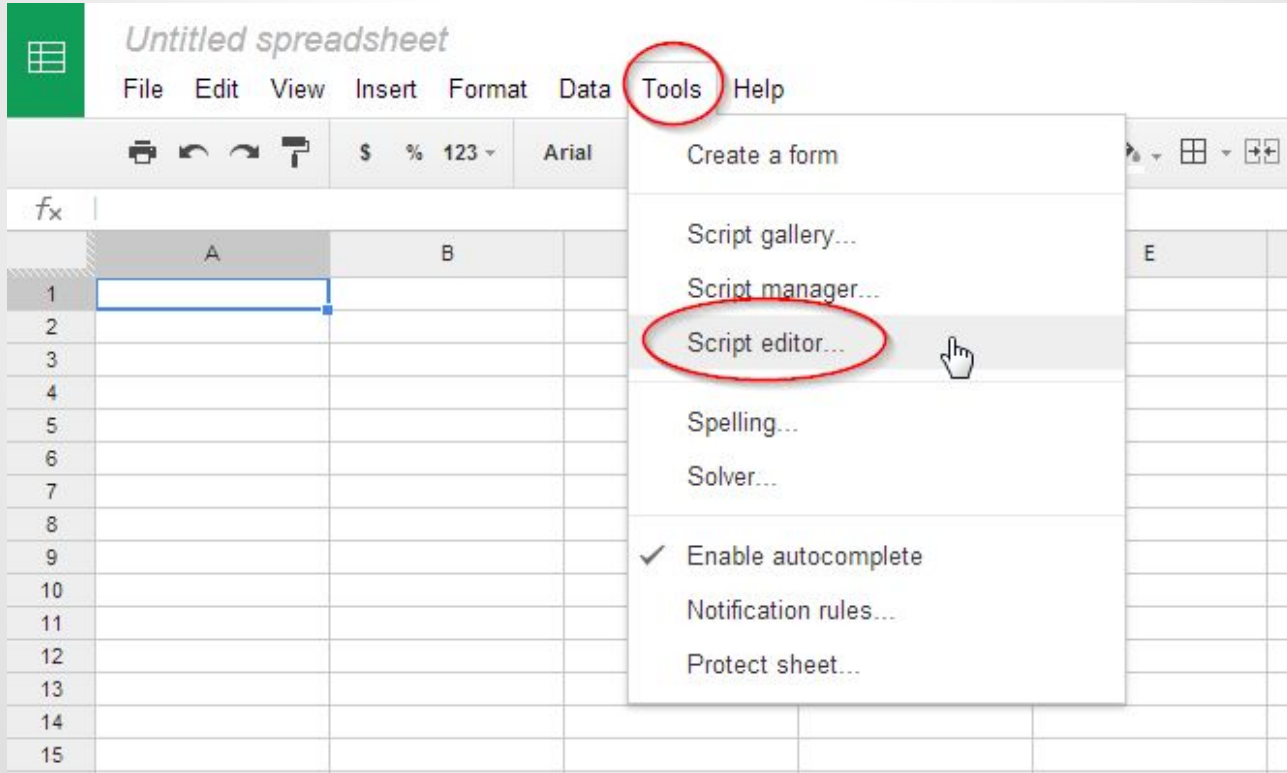 Untitled spreadsheet
File Edit View Insert Format Data Tools Help
$ % 123 Arial
Create a form
fx
Script gallery...
A B E
Script manager...
1
2
Script editor...
3
4
5
Spelling...
6
7
Solver...
8
9
Enable autocomplete
10
11
Notification rules...
12
13
Protect sheet...
14
15